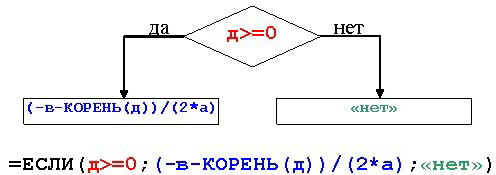 да
д>=0
нет
(-в-КОРЕНЬ(д))/(2*а)
«нет»
=ЕСЛИ(д>=0;(-в-КОРЕНЬ(д))/(2*а);«нет»)